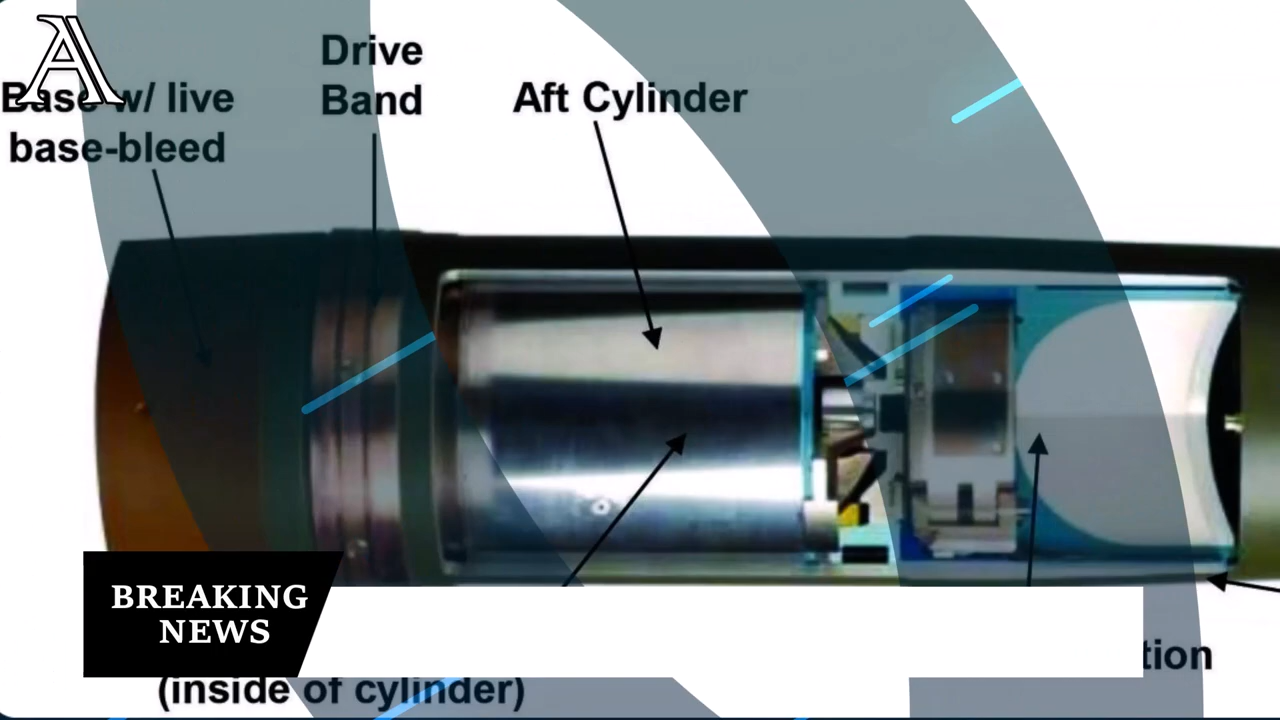 A
Drive
Band
Base w/ live
base-bleed
Aft Cylinder
BREAKING
NEWS
tion
(inside of cylinder)